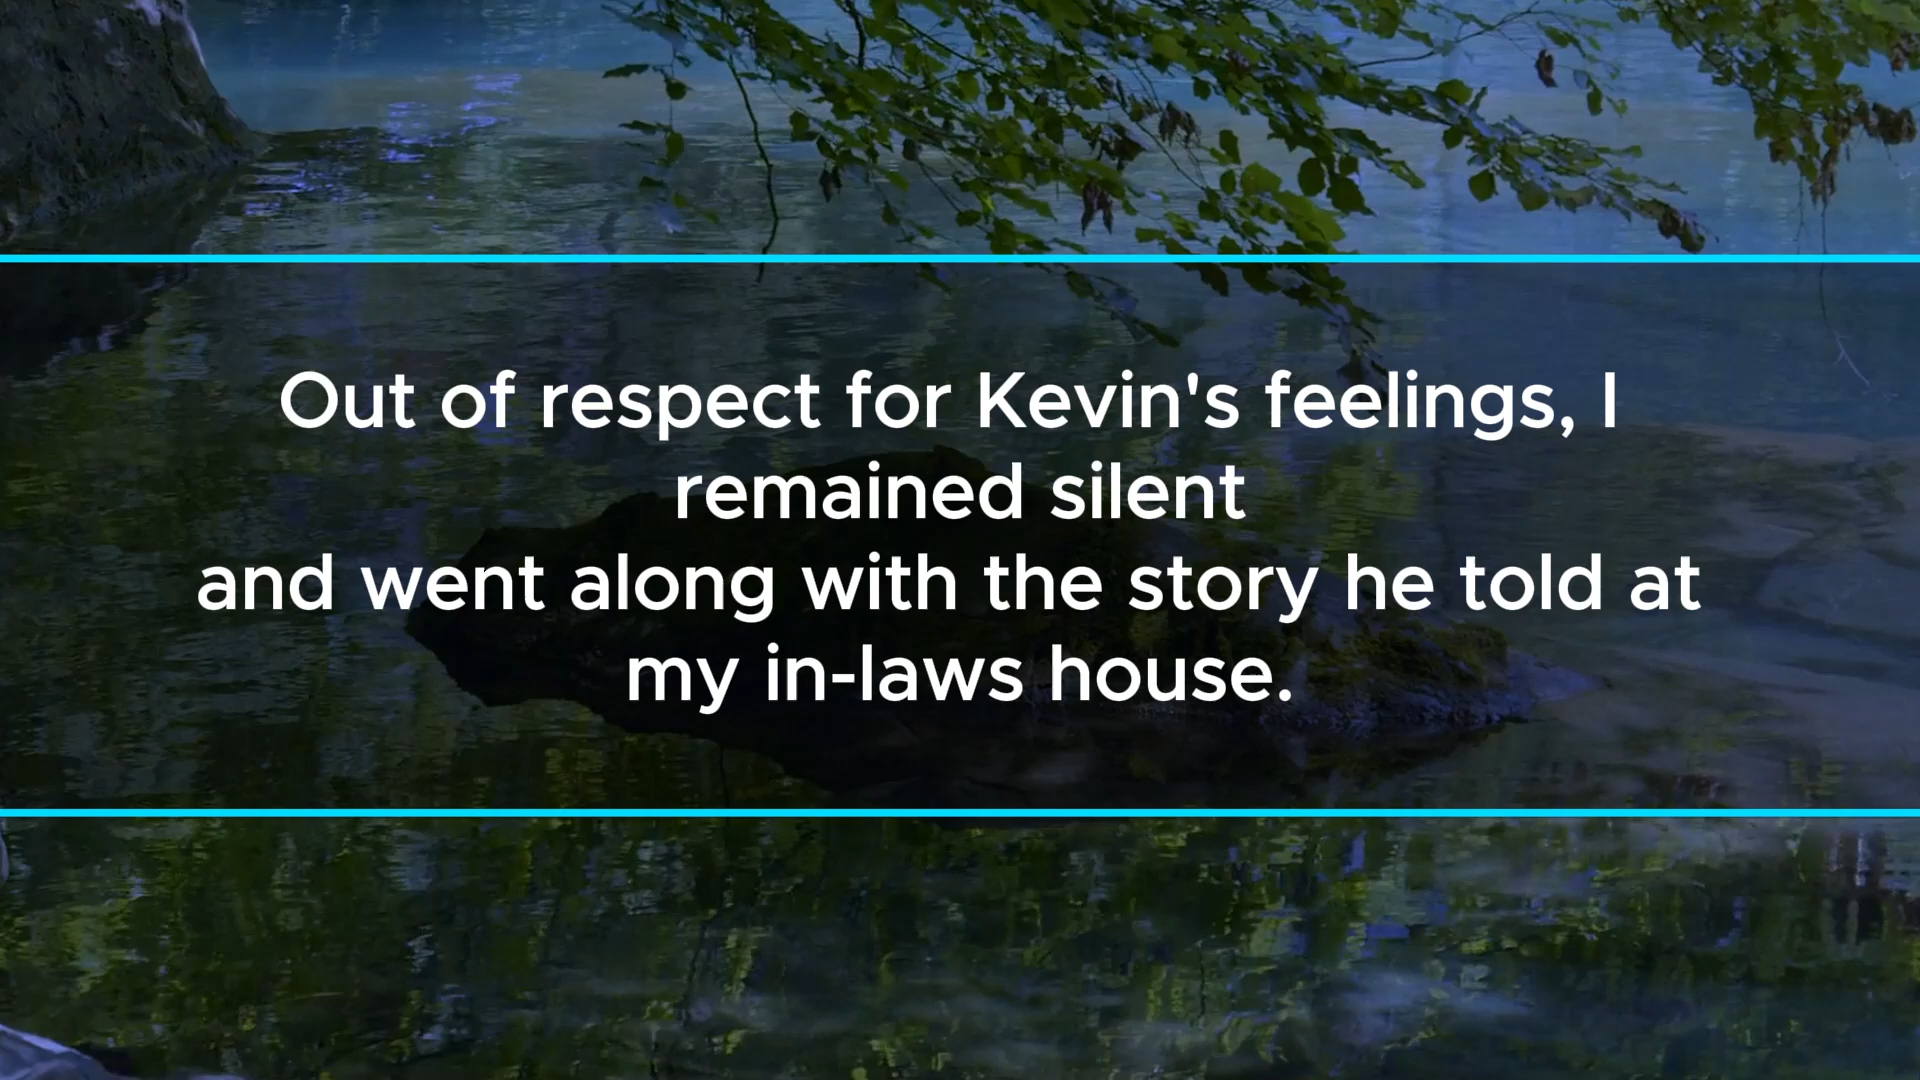 Out of respect for Kevin's feelings, I
remained silent
and went along with the story he told at
my in-laws house.